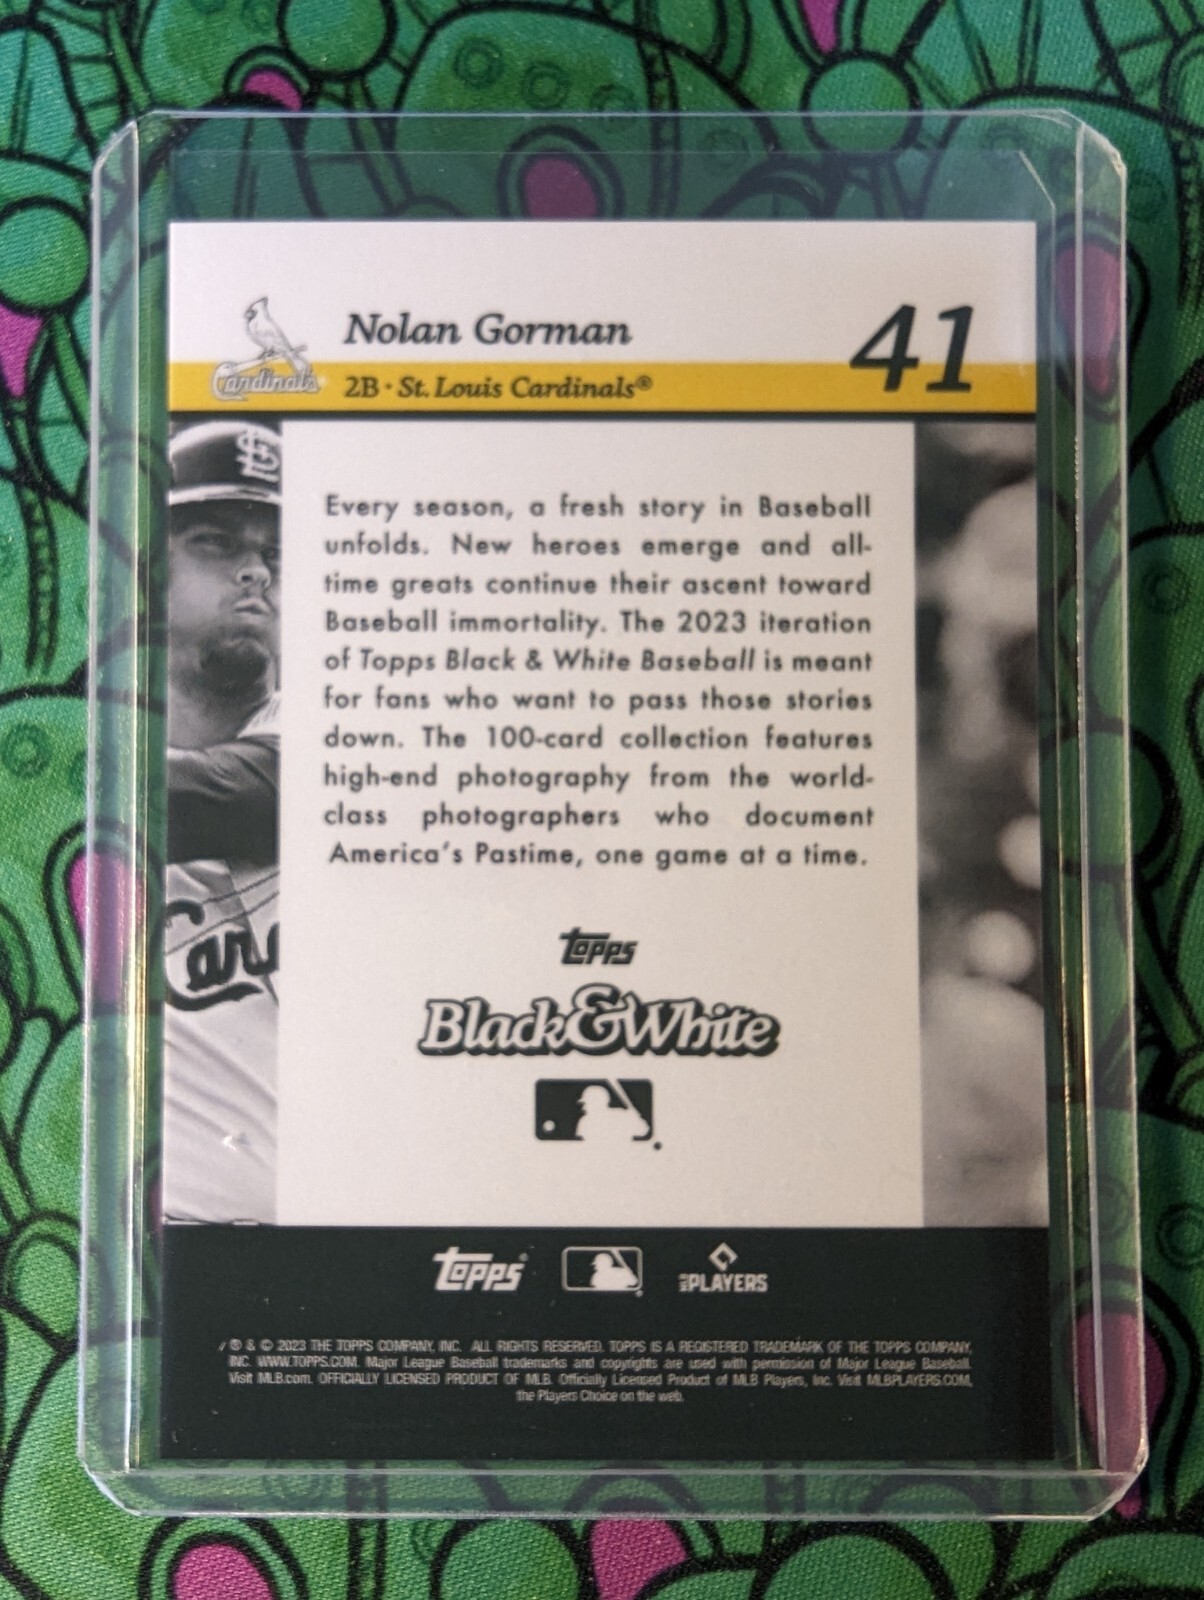 Nolan Gorman
41
Cardinals
2B · St. Louis Cardinals®
STL
Every season, a fresh story in Baseball
unfolds. New heroes emerge and all-
time greats continue their ascent toward
Baseball immortality. The 2023 iteration
of Topps Black & White Baseball is meant
for fans who want to pass those stories
down. The 100-card collection features
high-end photography from the world-
class photographers who document
America's Pastime, one game at a time.
Card
Topps
Black & White
Topps®
MLB PLAYERS
/ ® & © 2023 THE TOPPS COMPANY, INC. ALL RIGHTS RESERVED. TOPPS IS A REGISTERED TRADEMARK OF THE TOPPS COMPANY,
INC. WWW.TOPPS.COM. Major League Baseball trademarks and copyrights are used with permission of Major League Baseball.
Visit MLB.com. OFFICIALLY LICENSED PRODUCT OF MLB. Officially Licensed Product of MLB Players, Inc. Visit MLBPLAYERS.COM,
the Players Choice on the web.